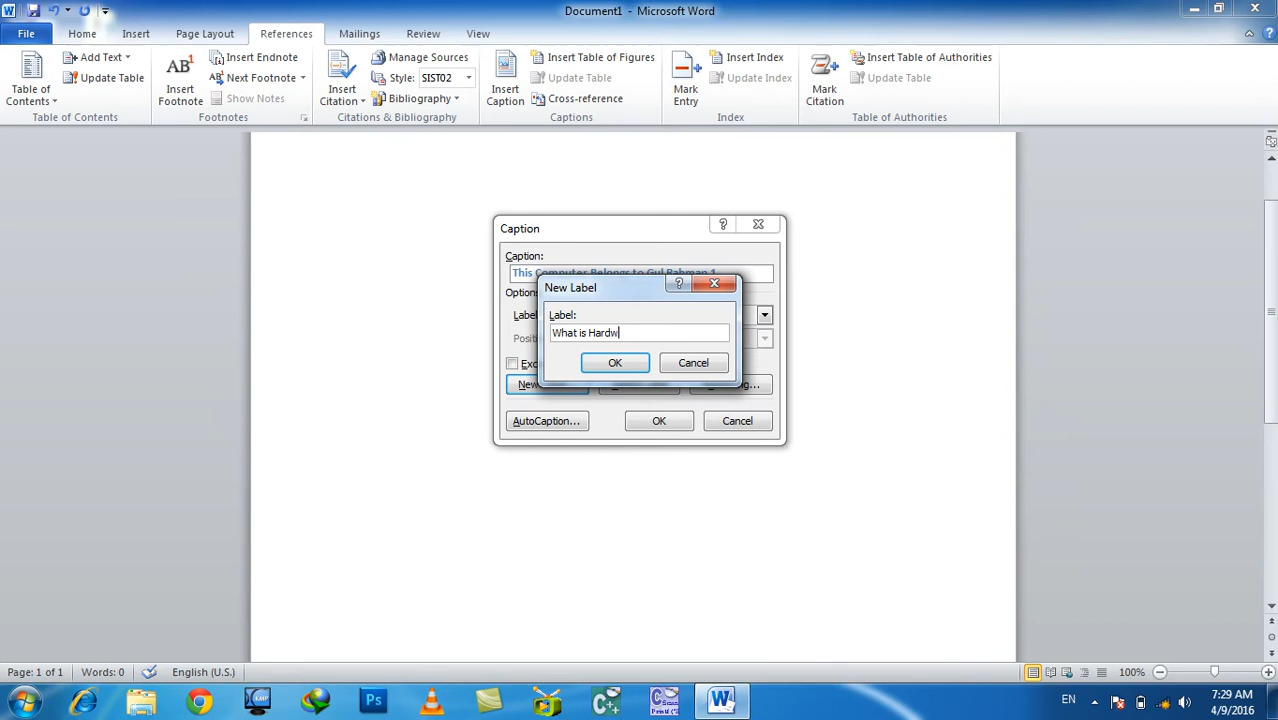 Document1 - Microsoft Word
File Home Insert Page Layout References Mailings Review View
Table of Contents
Add Text
Update Table
Table of Contents
AB1
Insert Footnote
Insert Endnote
Next Footnote
Show Notes
Footnotes
Insert Citation
Manage Sources
Style: SIST02
Bibliography
Citations & Bibliography
Insert Caption
Insert Table of Figures
Update Table
Cross-reference
Captions
Mark Entry
Insert Index
Update Index
Index
Mark Citation
Insert Table of Authorities
Update Table
Table of Authorities
Caption
Caption:
This Computer Belongs to Gul Rahman 1
New Label
Label:
What is Hardw
OK Cancel
AutoCaption... OK Cancel
Page: 1 of 1 Words: 0 English (U.S.) 100%
EN
7:29 AM
4/9/2016